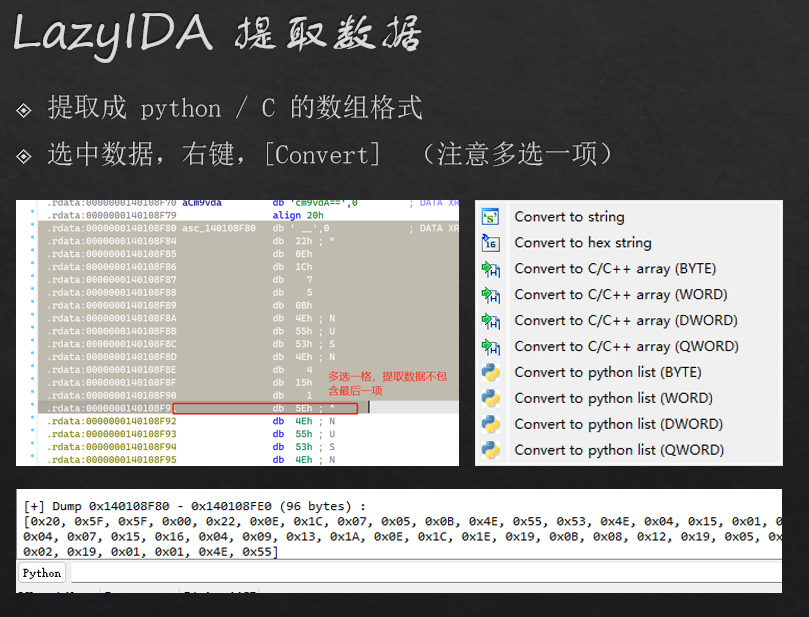 LazyIDA 提取数据
提取成 python / C 的数组格式
选中数据，右键，[Convert] （注意多选一项）
.rdata:0000000140108F70 aCm9vda db 'cm9vdA==',0 ; DATA XR
.rdata:0000000140108F79 align 20h
.rdata:0000000140108F80 asc_140108F80 db ' __',0 ; DATA XR
.rdata:0000000140108F84 db 22h ; "
.rdata:0000000140108F85 db 0Eh
.rdata:0000000140108F86 db 1Ch
.rdata:0000000140108F87 db 7
.rdata:0000000140108F88 db 5
.rdata:0000000140108F89 db 0Bh
.rdata:0000000140108F8A db 4Eh ; N
.rdata:0000000140108F8B db 55h ; U
.rdata:0000000140108F8C db 53h ; S
.rdata:0000000140108F8D db 4Eh ; N
.rdata:0000000140108F8E db 4
.rdata:0000000140108F8F db 15h
.rdata:0000000140108F90 db 1
.rdata:0000000140108F91 db 5Eh ; ^
.rdata:0000000140108F92 db 4Eh ; N
.rdata:0000000140108F93 db 55h ; U
.rdata:0000000140108F94 db 53h ; S
.rdata:0000000140108F95 db 4Eh ; N
多选一格，提取数据不包
含最后一项
Convert to string
Convert to hex string
Convert to C/C++ array (BYTE)
Convert to C/C++ array (WORD)
Convert to C/C++ array (DWORD)
Convert to C/C++ array (QWORD)
Convert to python list (BYTE)
Convert to python list (WORD)
Convert to python list (DWORD)
Convert to python list (QWORD)
[+] Dump 0x140108F80 - 0x140108FE0 (96 bytes) :
[0x20, 0x5F, 0x5F, 0x00, 0x22, 0x0E, 0x1C, 0x07, 0x05, 0x0B, 0x4E, 0x55, 0x53, 0x4E, 0x04, 0x15, 0x01, 0
0x04, 0x07, 0x15, 0x16, 0x04, 0x09, 0x13, 0x1A, 0x0E, 0x1C, 0x1E, 0x19, 0x0B, 0x08, 0x12, 0x19, 0x05, 0x
0x02, 0x19, 0x01, 0x01, 0x4E, 0x55]
Python